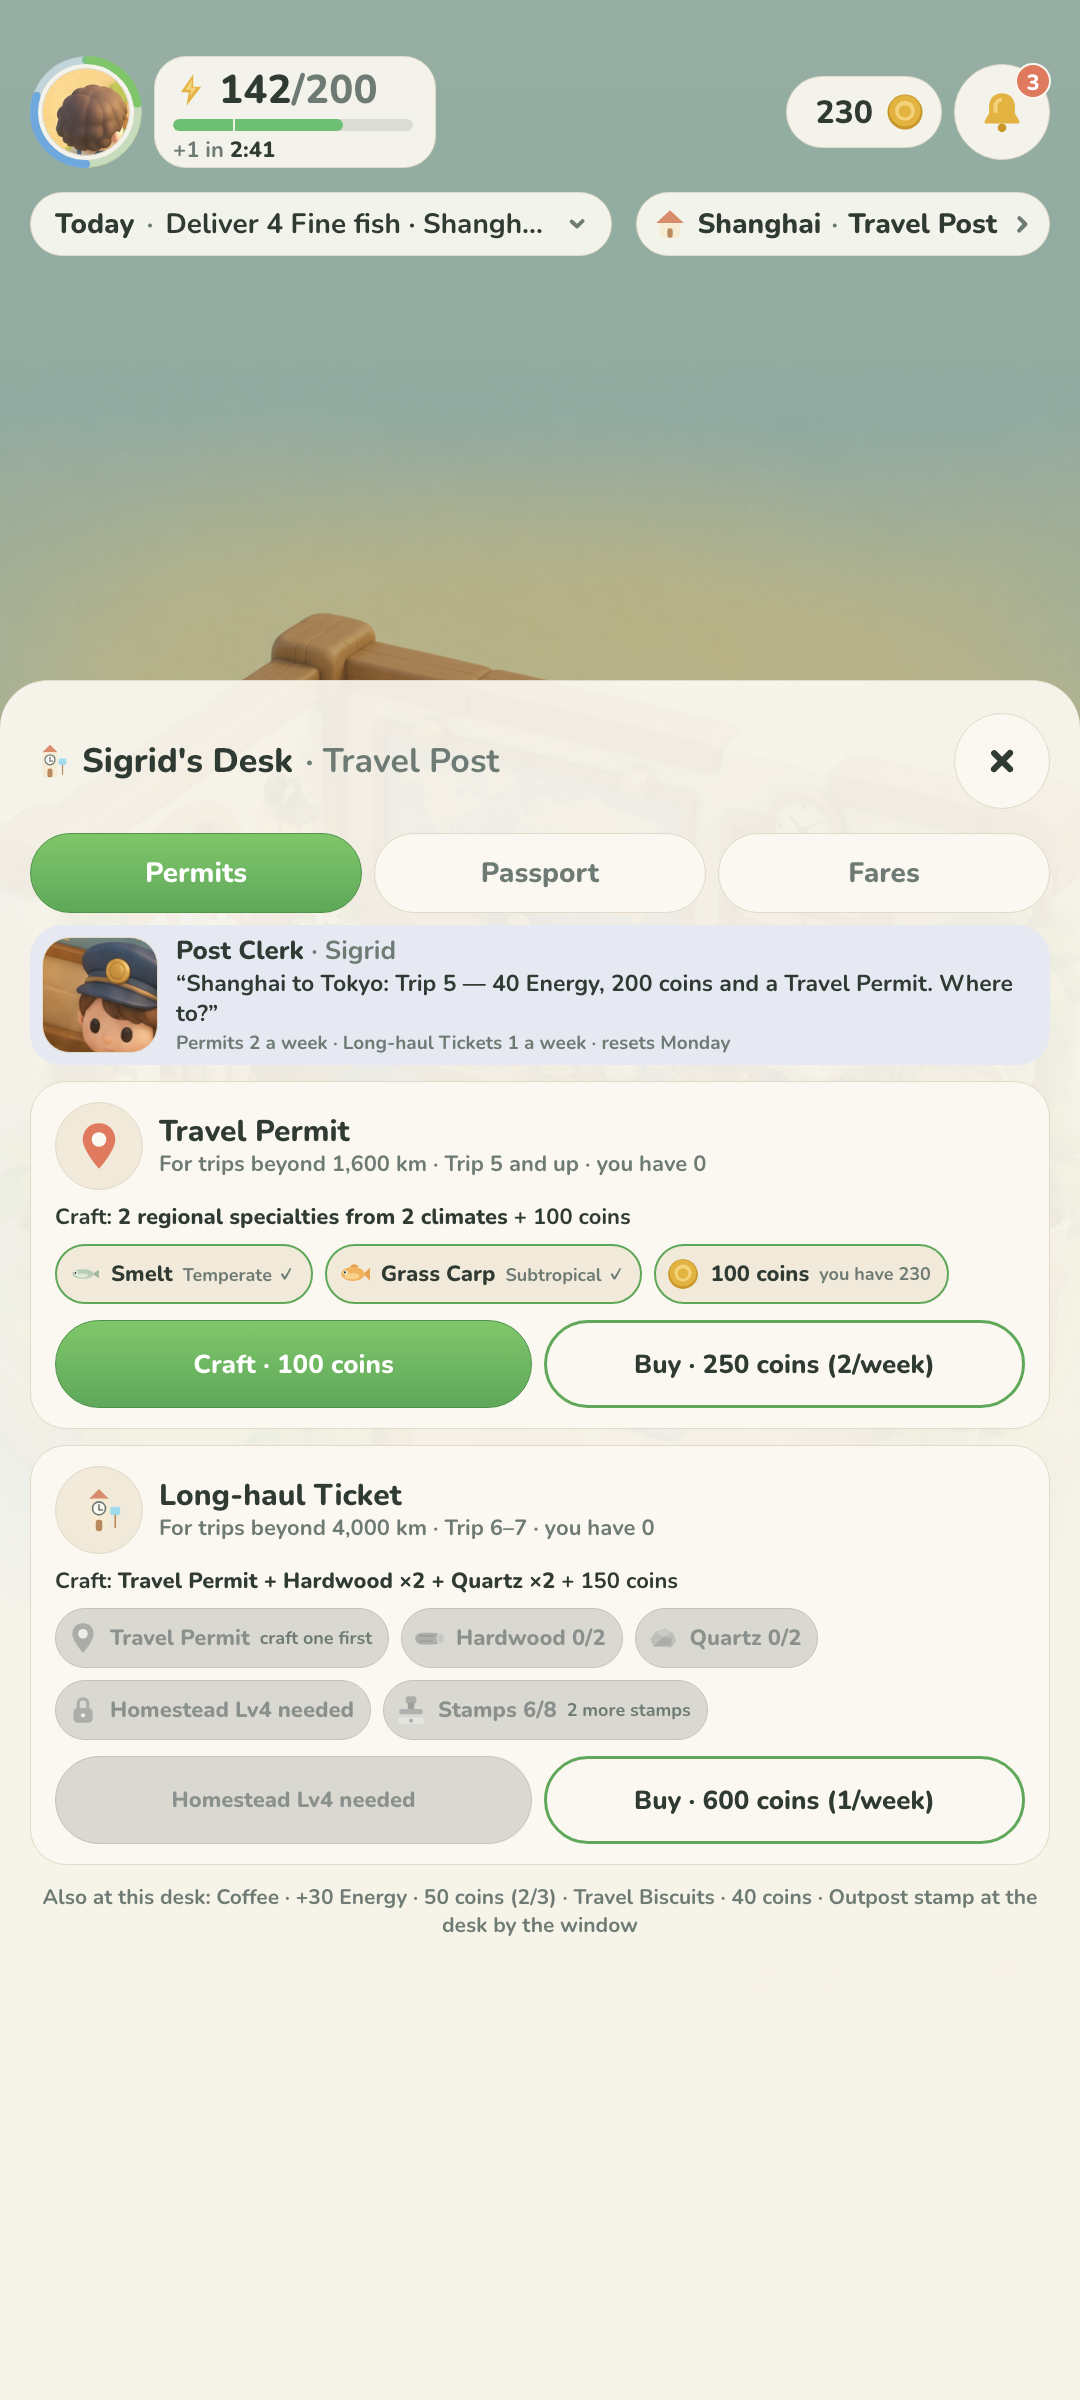 142/200
+1 in 2:41
230
3
Today · Deliver 4 Fine fish · Shangh...
Shanghai · Travel Post
Sigrid's Desk · Travel Post
Permits
Passport
Fares
Post Clerk · Sigrid
“Shanghai to Tokyo: Trip 5 — 40 Energy, 200 coins and a Travel Permit. Where
to?”
Permits 2 a week · Long-haul Tickets 1 a week · resets Monday
Travel Permit
For trips beyond 1,600 km · Trip 5 and up · you have 0
Craft: 2 regional specialties from 2 climates + 100 coins
Smelt Temperate ✓
Grass Carp Subtropical ✓
100 coins you have 230
Craft · 100 coins
Buy · 250 coins (2/week)
Long-haul Ticket
For trips beyond 4,000 km · Trip 6–7 · you have 0
Craft: Travel Permit + Hardwood ×2 + Quartz ×2 + 150 coins
Travel Permit craft one first
Hardwood 0/2
Quartz 0/2
Homestead Lv4 needed
Stamps 6/8 2 more stamps
Homestead Lv4 needed
Buy · 600 coins (1/week)
Also at this desk: Coffee · +30 Energy · 50 coins (2/3) · Travel Biscuits · 40 coins · Outpost stamp at the
desk by the window